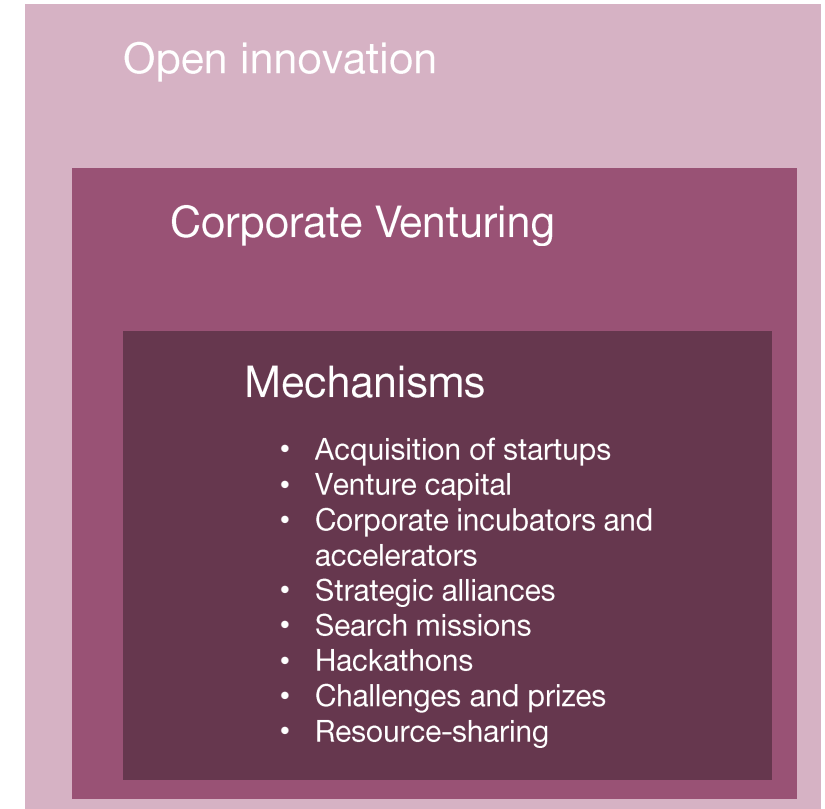 Open innovation
Corporate Venturing
Mechanisms
• Acquisition of startups
• Venture capital
• Corporate incubators and
accelerators
• Strategic alliances
• Search missions
• Hackathons
• Challenges and prizes
• Resource-sharing